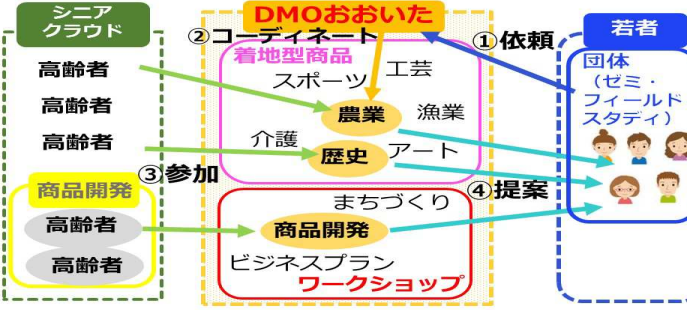 シニア
クラウド
高齢者
高齢者
高齢者
商品開発
高齢者
高齢者
③参加
DMOおおいた
②コーディネート
着地型商品
スポーツ
工芸
農業
漁業
介護
歴史
アート
まちづくり
商品開発
ビジネスプラン
ワークショップ
①依頼
④提案
若者
団体
（ゼミ・
フィールド
スタディ）